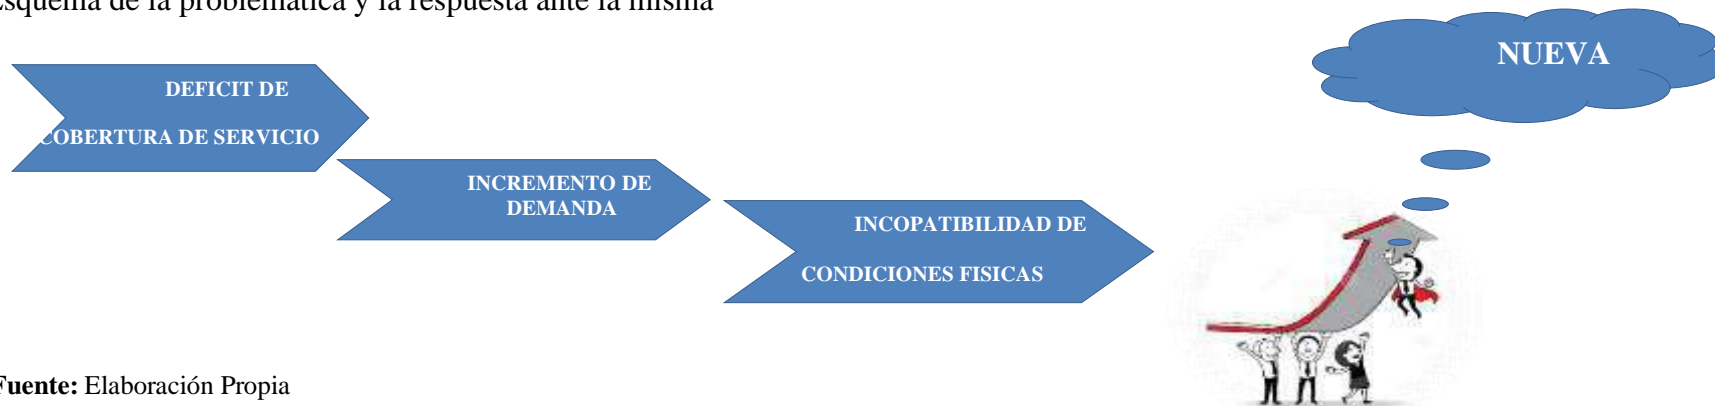 Esquema de la problemática y la respuesta ante la misma
NUEVA
DEFICIT DE
COBERTURA DE SERVICIO
INCREMENTO DE
DEMANDA
INCOPATIBILIDAD DE
CONDICIONES FISICAS
Fuente: Elaboración Propia